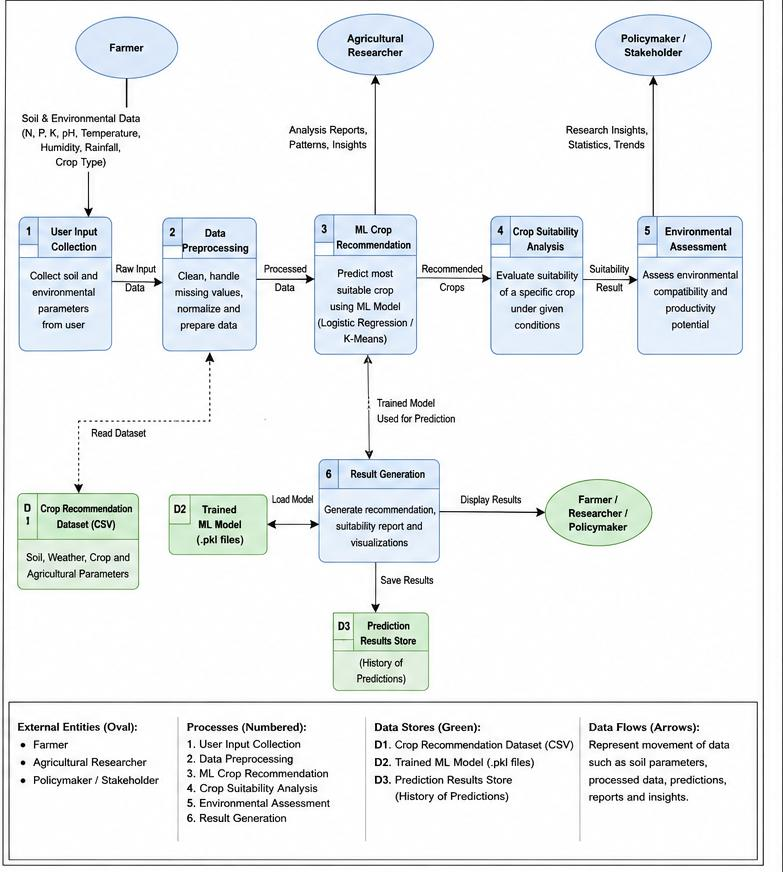 Farmer
Agricultural
Researcher
Policymaker /
Stakeholder
Soil & Environmental Data
(N, P, K, pH, Temperature,
Humidity, Rainfall,
Crop Type)
Analysis Reports,
Patterns, Insights
Research Insights,
Statistics, Trends
1
User Input
Collection
Collect soil and
environmental
parameters
from user
Raw Input
Data
2
Data
Preprocessing
Clean, handle
missing values,
normalize and
prepare data
Processed
Data
3
ML Crop
Recommendation
Predict most
suitable crop
using ML Model
(Logistic Regression /
K-Means)
Recommended
Crops
4
Crop Suitability
Analysis
Evaluate suitability
of a specific crop
under given
conditions
Suitability
Result
5
Environmental
Assessment
Assess environmental
compatibility and
productivity
potential
Trained Model
Used for Prediction
Read Dataset
D
1
Crop Recommendation
Dataset (CSV)
Soil, Weather, Crop and
Agricultural Parameters
D2
Trained
ML Model
(.pkl files)
Load Model
6
Result Generation
Generate recommendation,
suitability report and
visualizations
Display Results
Farmer /
Researcher /
Policymaker
Save Results
D3
Prediction
Results Store
(History of
Predictions)
External Entities (Oval):
• Farmer
• Agricultural Researcher
• Policymaker / Stakeholder
Processes (Numbered):
1. User Input Collection
2. Data Preprocessing
3. ML Crop Recommendation
4. Crop Suitability Analysis
5. Environmental Assessment
6. Result Generation
Data Stores (Green):
D1. Crop Recommendation Dataset (CSV)
D2. Trained ML Model (.pkl files)
D3. Prediction Results Store
(History of Predictions)
Data Flows (Arrows):
Represent movement of data
such as soil parameters,
processed data, predictions,
reports and insights.